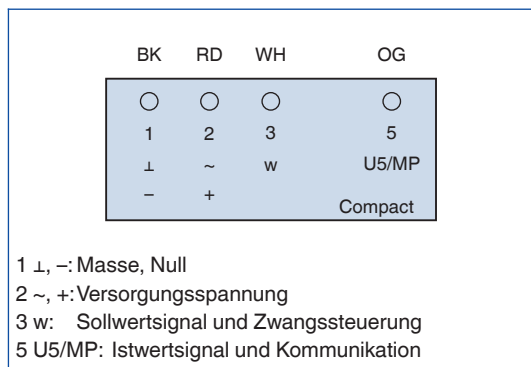 BK RD WH OG
1 2 3 5
⊥ ~ w U5/MP
– +
Compact
1 ⊥, –: Masse, Null
2 ~, +: Versorgungsspannung
3 w: Sollwertsignal und Zwangssteuerung
5 U5/MP: Istwertsignal und Kommunikation